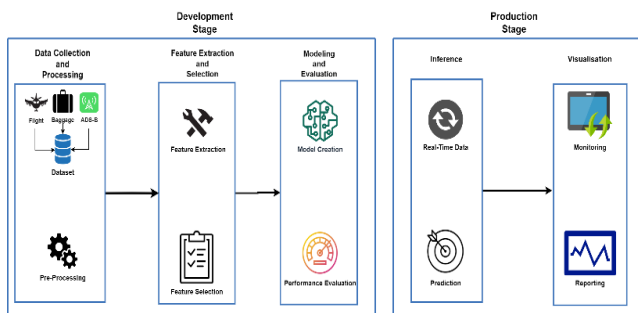 Development
Stage
Production
Stage
Data Collection
and
Processing
Feature Extraction
and
Selection
Modeling
and
Evaluation
Inference
Visualisation
Flight
Baggage
ADS-B
Dataset
Feature Extraction
Model Creation
Real-Time Data
Monitoring
Pre-Processing
Feature Selection
Performance Evaluation
Prediction
Reporting